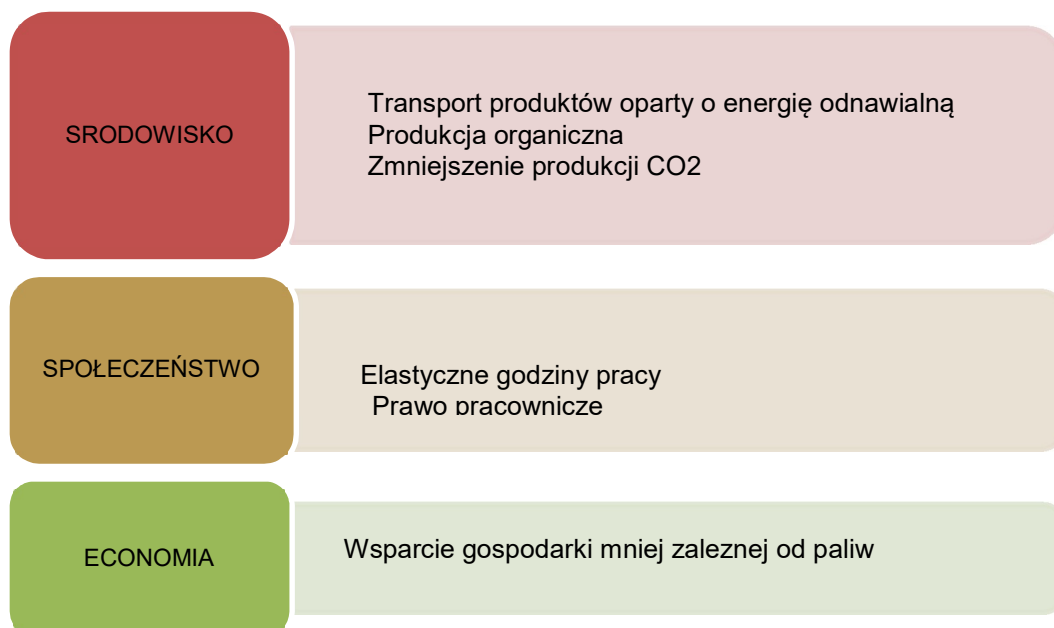 SRODOWISKO
Transport produktów oparty o energię odnawialną
Produkcja organiczna
Zmniejszenie produkcji CO2
SPOŁECZEŃSTWO
Elastyczne godziny pracy
Prawo pracownicze
ECONOMIA
Wsparcie gospodarki mniej zaleznej od paliw